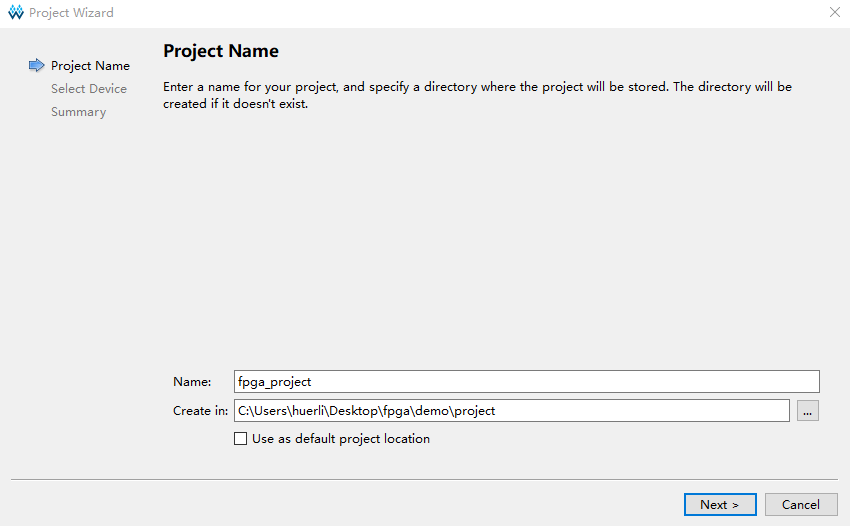 Project Wizard
Project Name
Select Device
Summary
Project Name
Enter a name for your project, and specify a directory where the project will be stored. The directory will be
created if it doesn't exist.
Name: fpga_project
Create in: C:\Users\huerli\Desktop\fpga\demo\project ...
Use as default project location
Next > Cancel